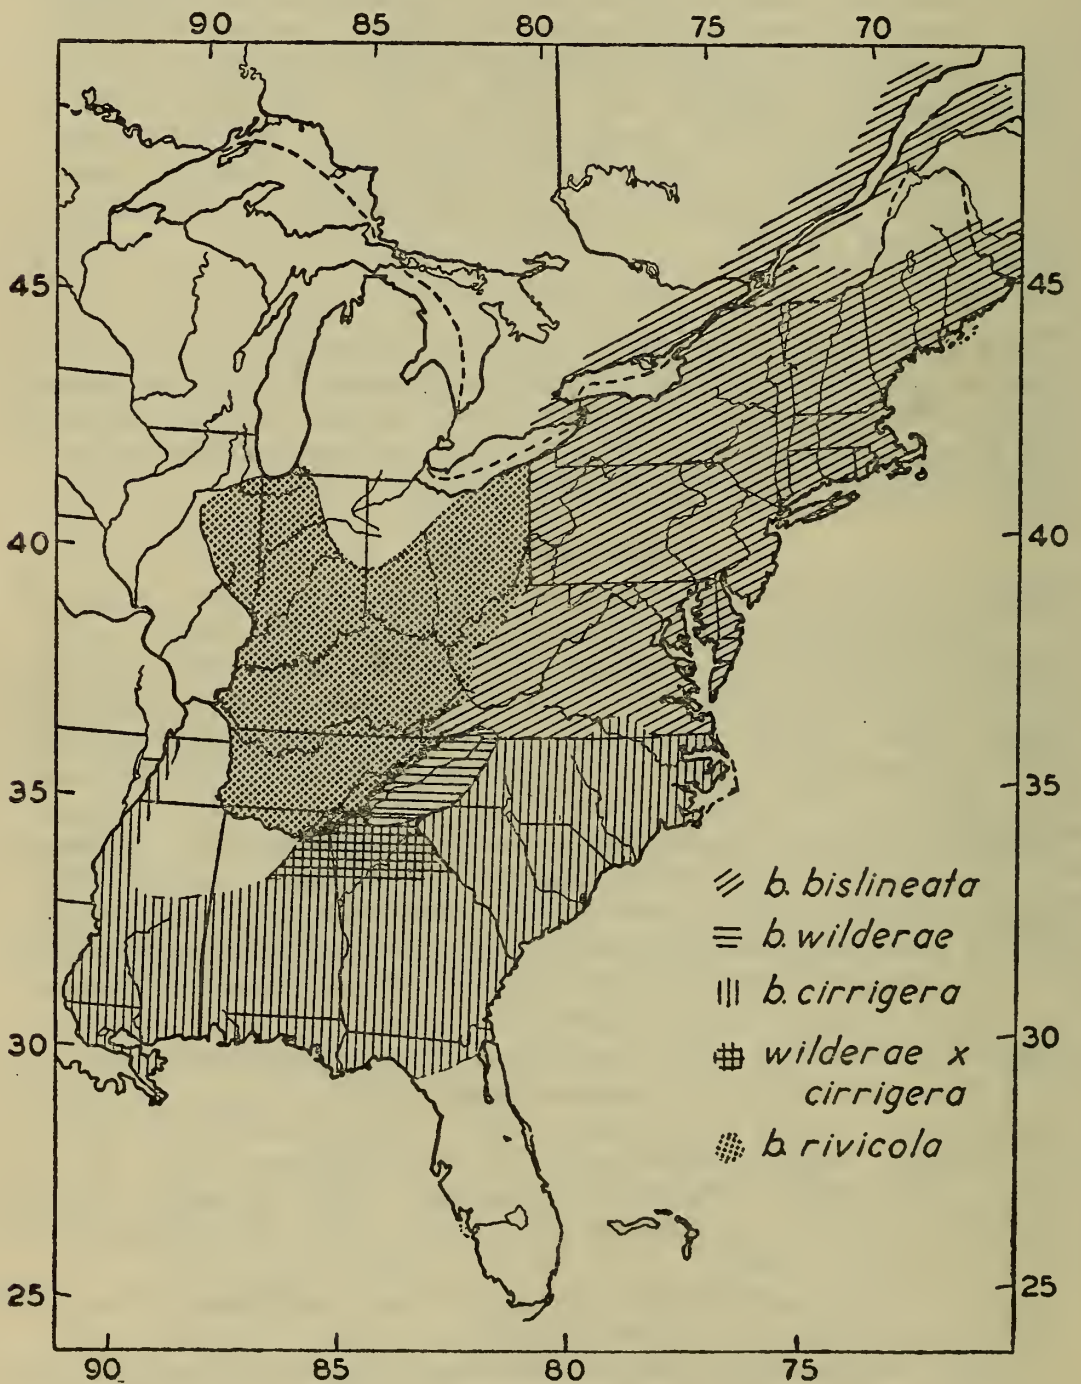 90 85 80 75 70
45 45
40 40
35 35
b. bislineata
b. wilderae
b. cirrigera
30 30
wilderae x
cirrigera
b. rivicola
25 25
90 85 80 75